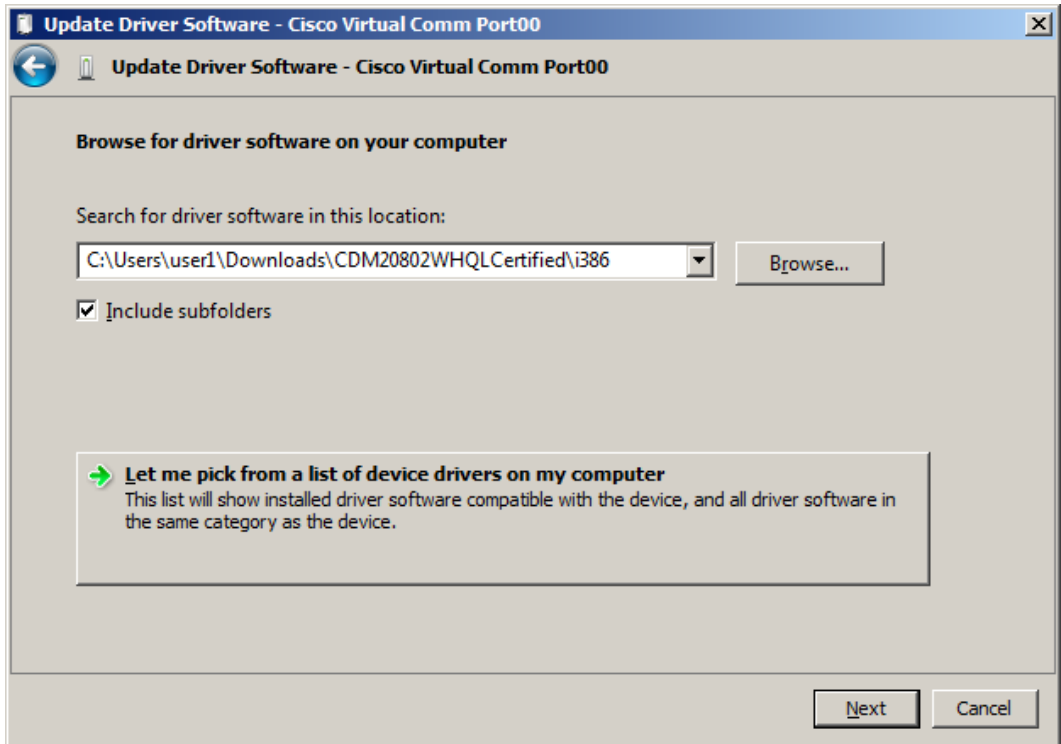 Update Driver Software - Cisco Virtual Comm Port00
Update Driver Software - Cisco Virtual Comm Port00
Browse for driver software on your computer
Search for driver software in this location:
C:\Users\user1\Downloads\CDM20802WHQLCertified\i386
Browse...
Include subfolders
Let me pick from a list of device drivers on my computer
This list will show installed driver software compatible with the device, and all driver software in
the same category as the device.
Next
Cancel